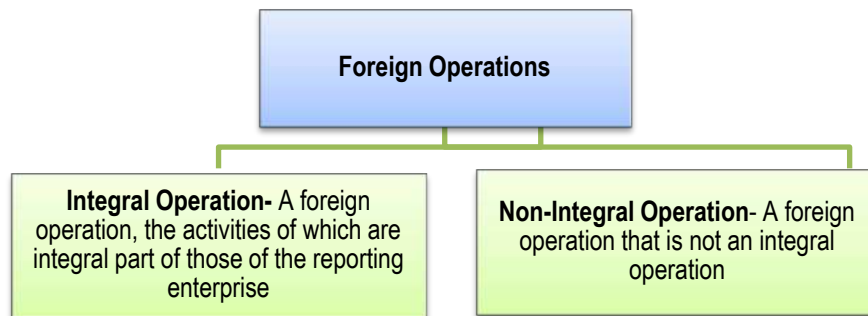 Foreign Operations
Integral Operation- A foreign
operation, the activities of which are
integral part of those of the reporting
enterprise
Non-Integral Operation- A foreign
operation that is not an integral
operation